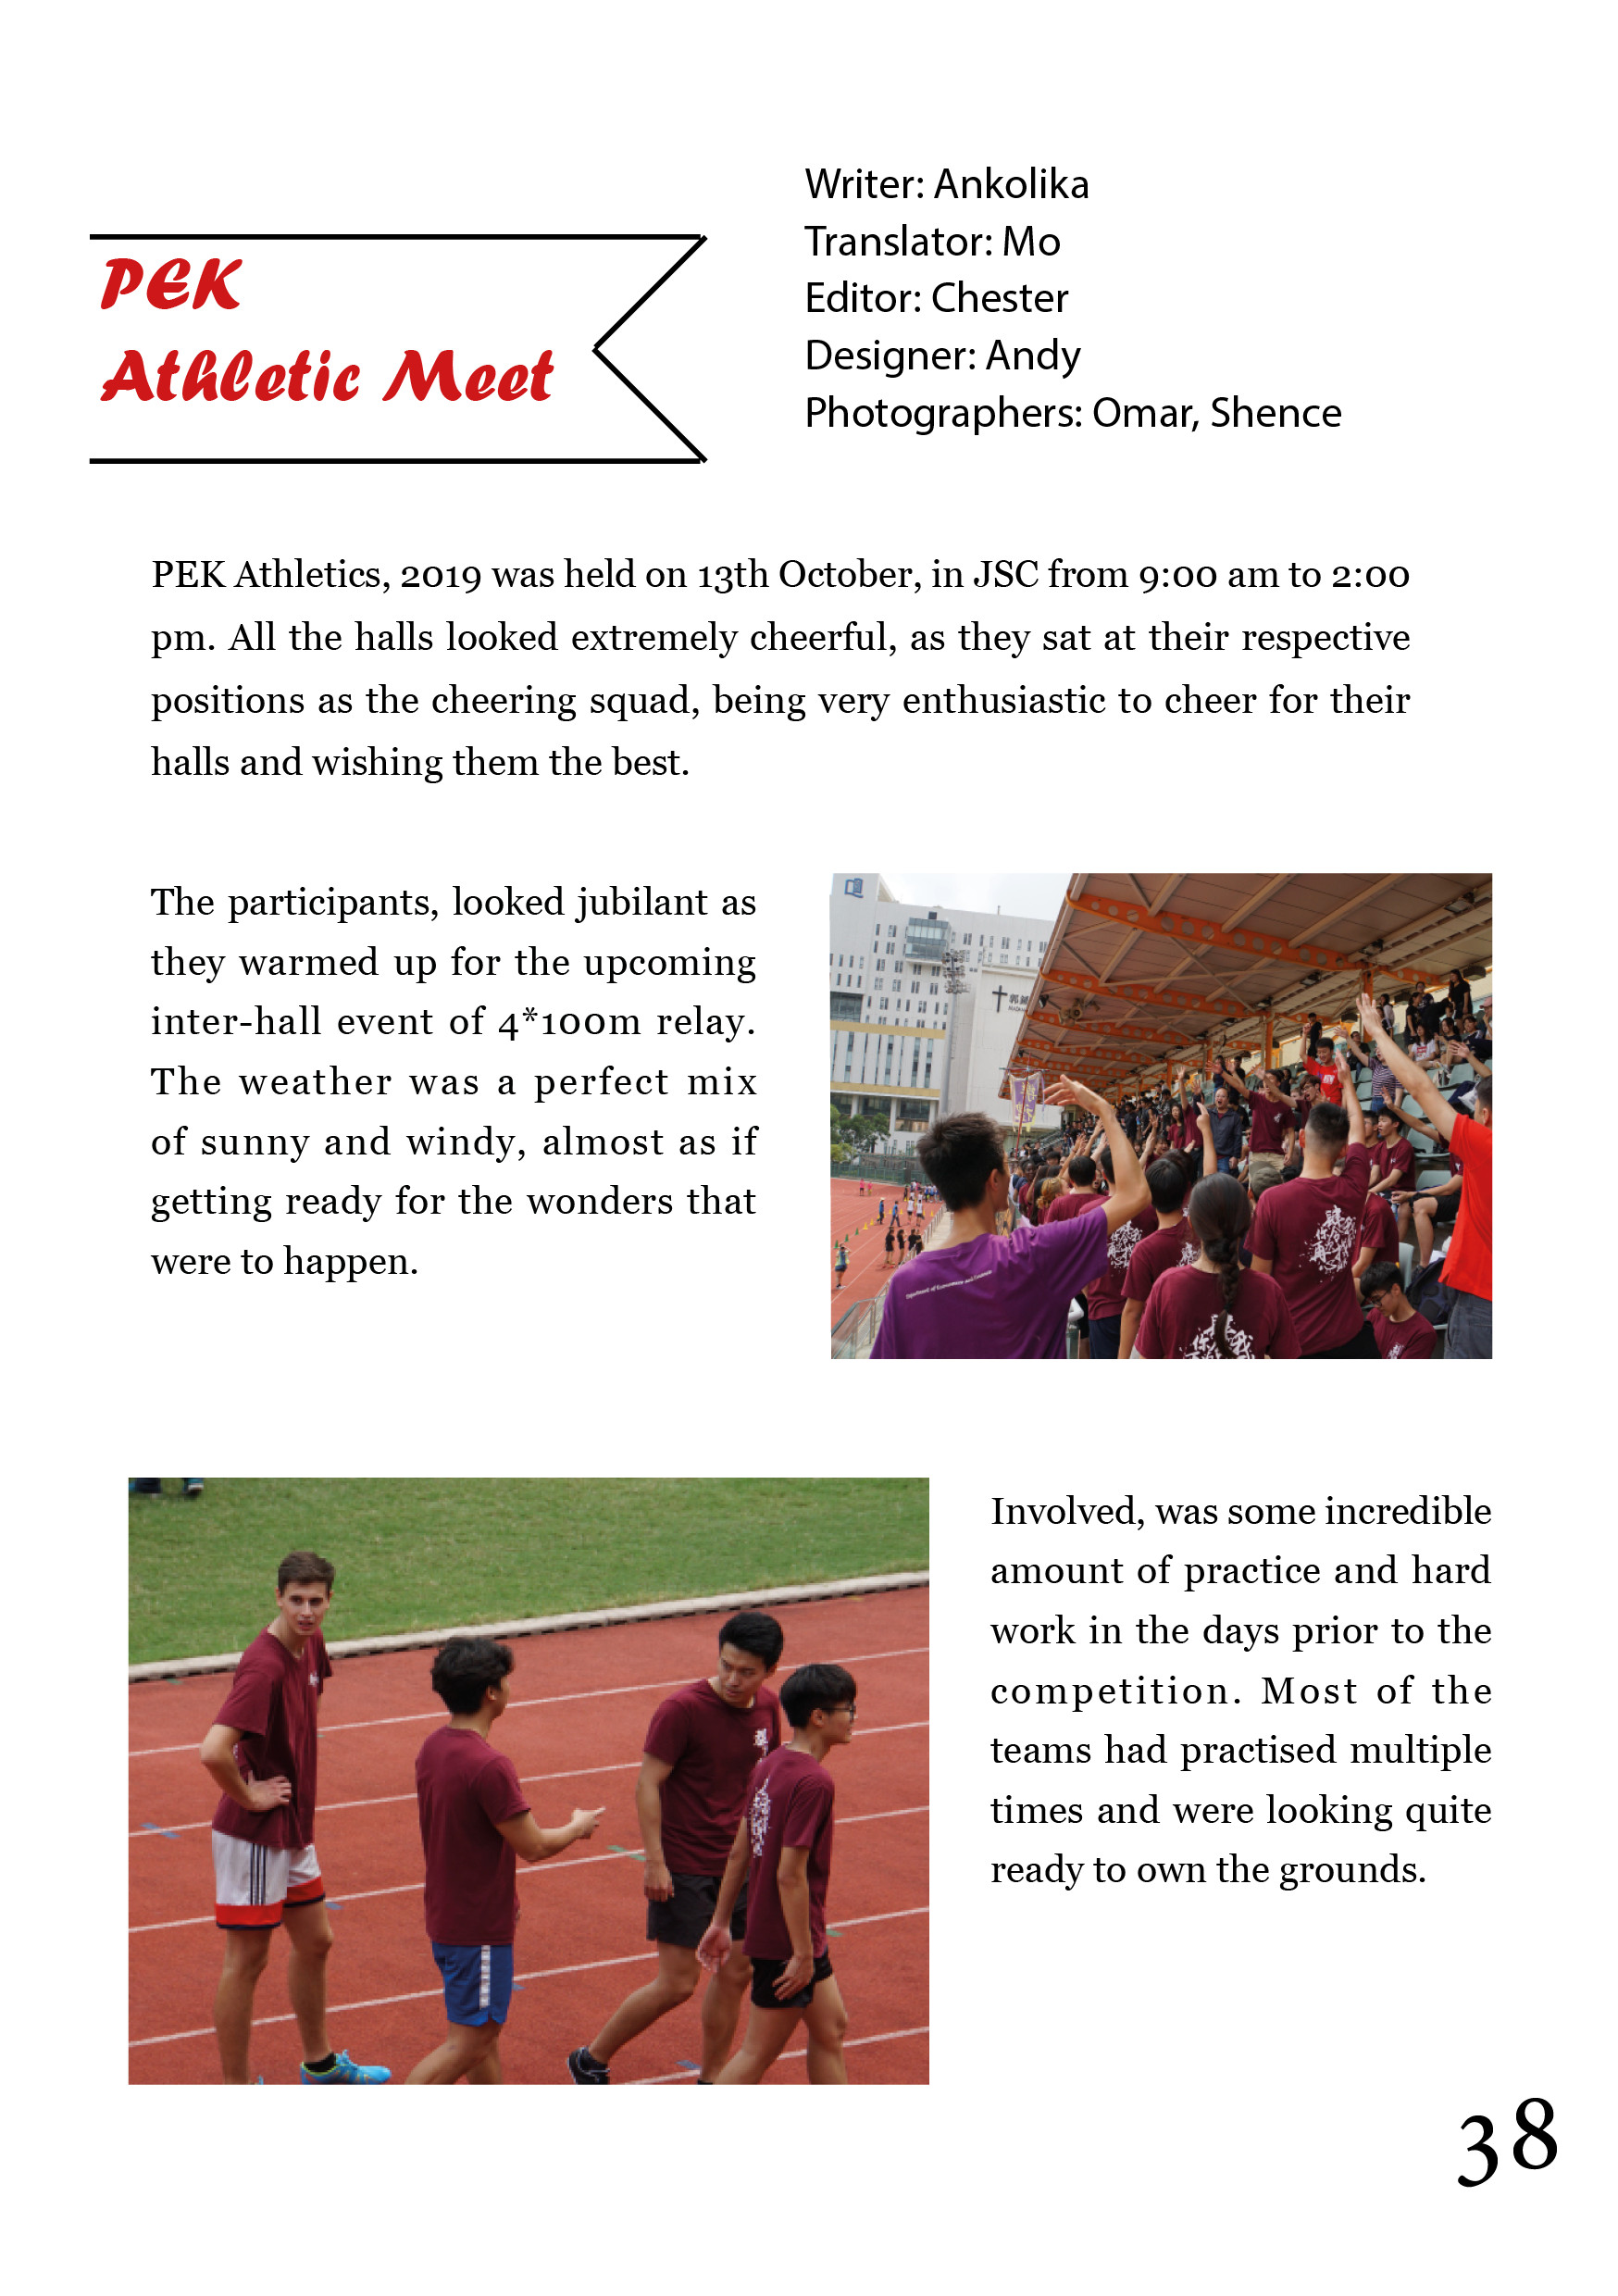 PEK
Athletic Meet
Writer: Ankolika
Translator: Mo
Editor: Chester
Designer: Andy
Photographers: Omar, Shence
PEK Athletics, 2019 was held on 13th October, in JSC from 9:00 am to 2:00
pm. All the halls looked extremely cheerful, as they sat at their respective
positions as the cheering squad, being very enthusiastic to cheer for their
halls and wishing them the best.
The participants, looked jubilant as
they warmed up for the upcoming
inter-hall event of 4*100m relay.
The weather was a perfect mix
of sunny and windy, almost as if
getting ready for the wonders that
were to happen.
Department of Economics and Finance
Involved, was some incredible
amount of practice and hard
work in the days prior to the
competition. Most of the
teams had practised multiple
times and were looking quite
ready to own the grounds.
38